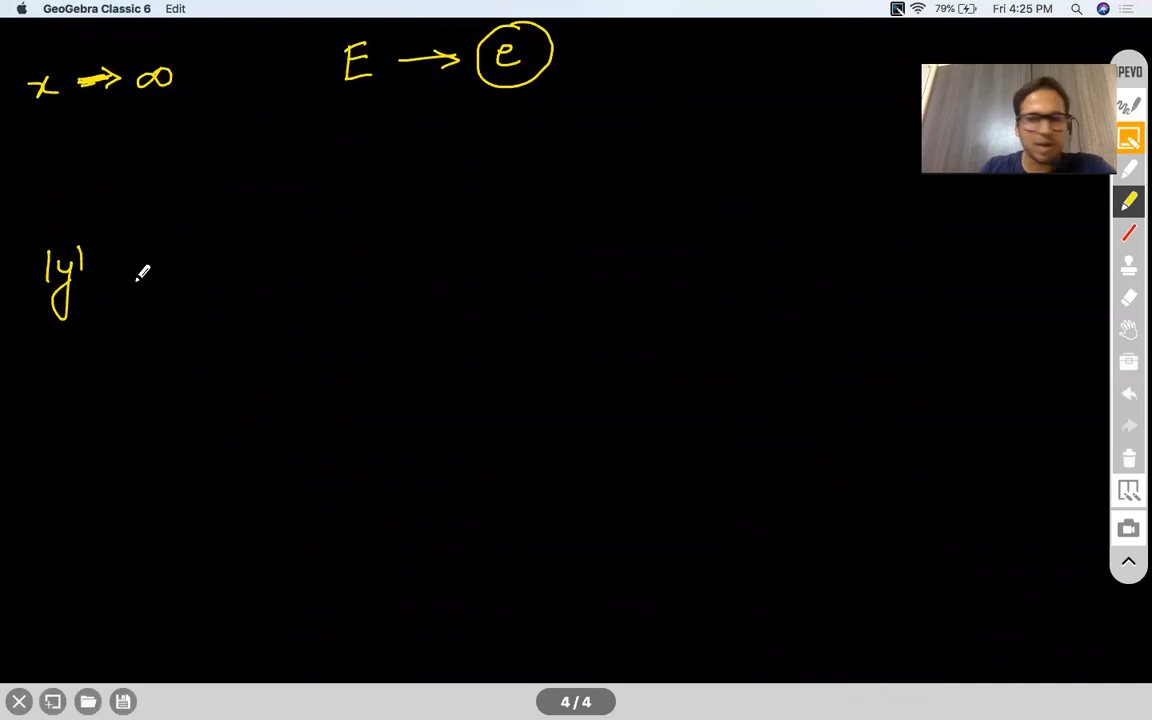 GeoGebra Classic 6 Edit 79% Fri 4:25 PM
E → e
x → ∞
IPEVO
|y|
4 / 4